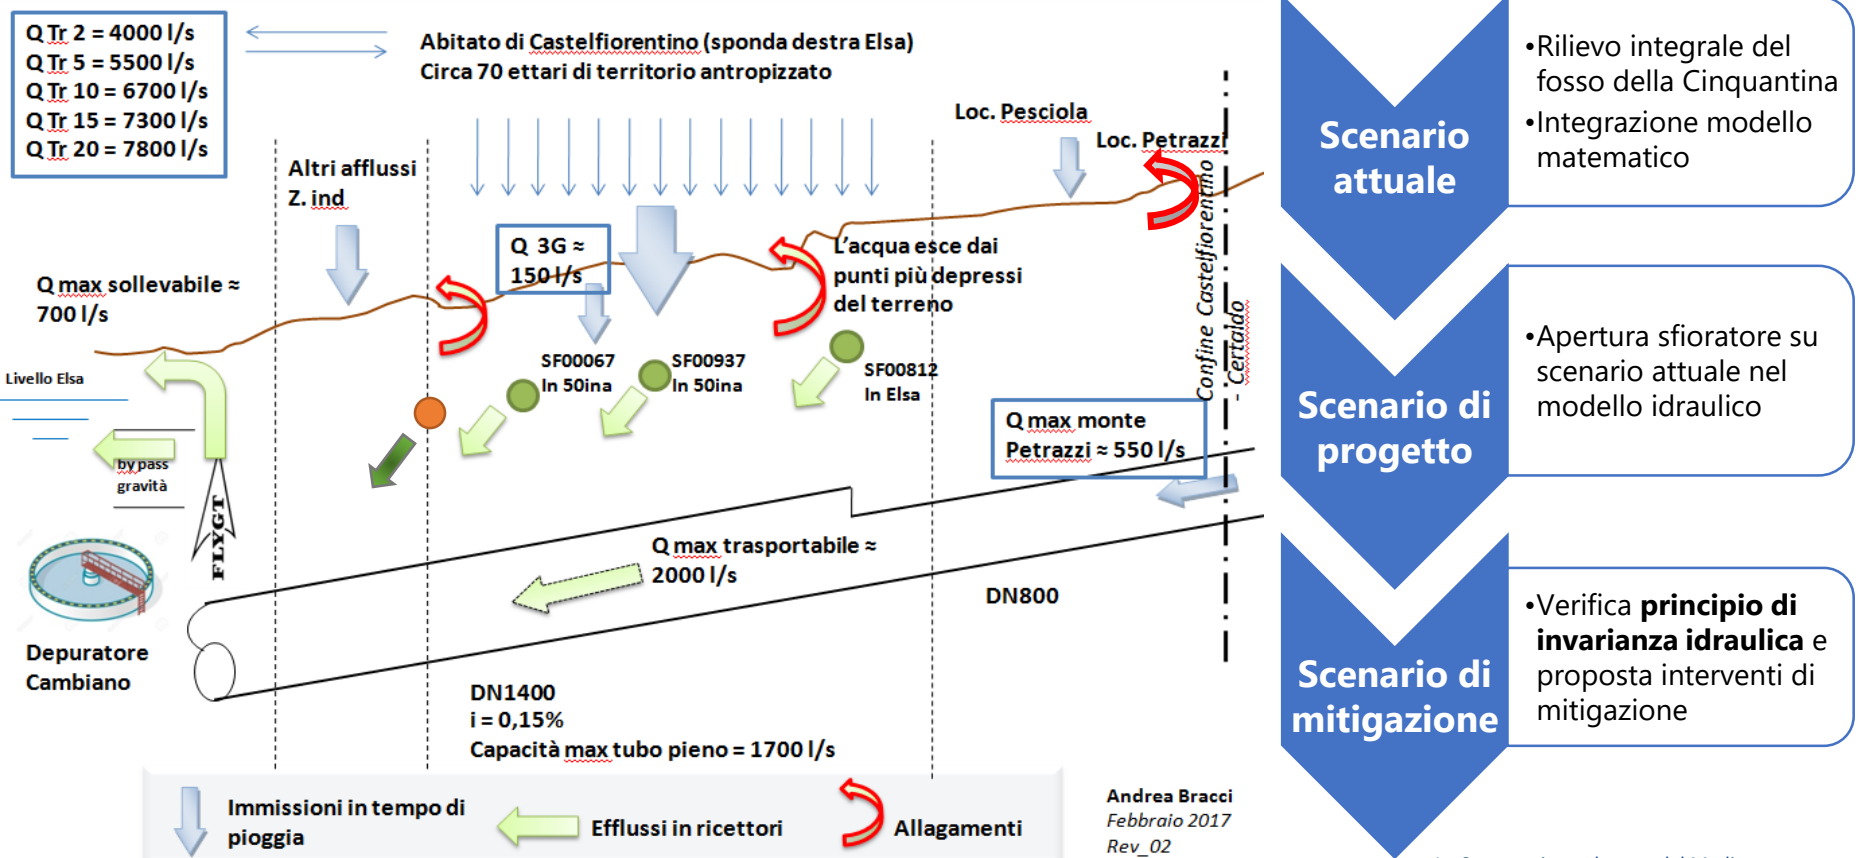 Q Tr 2 = 4000 l/s
Q Tr 5 = 5500 l/s
Q Tr 10 = 6700 l/s
Q Tr 15 = 7300 l/s
Q Tr 20 = 7800 l/s
Abitato di Castelfiorentino (sponda destra Elsa)
Circa 70 ettari di territorio antropizzato
Loc. Pesciola
Loc. Petrazzi
Altri afflussi
Z. ind
Q 3G ≈
150 l/s
L'acqua esce dai
punti più depressi
del terreno
Q max sollevabile ≈
700 l/s
Confine Castelfiorentino
- Certaldo
Livello Elsa
SF00067
In 50ina
SF00937
In 50ina
SF00812
In Elsa
by pass
gravità
FLYGT
Q max monte
Petrazzi ≈ 550 l/s
Q max trasportabile ≈
2000 l/s
DN800
Depuratore
Cambiano
DN1400
i = 0,15%
Capacità max tubo pieno = 1700 l/s
Immissioni in tempo di
pioggia
Efflussi in ricettori
Allagamenti
Andrea Bracci
Febbraio 2017
Rev_02
Scenario
attuale
•Rilievo integrale del
fosso della Cinquantina
•Integrazione modello
matematico
Scenario di
progetto
•Apertura sfioratore su
scenario attuale nel
modello idraulico
Scenario di
mitigazione
•Verifica principio di
invarianza idraulica e
proposta interventi di
mitigazione